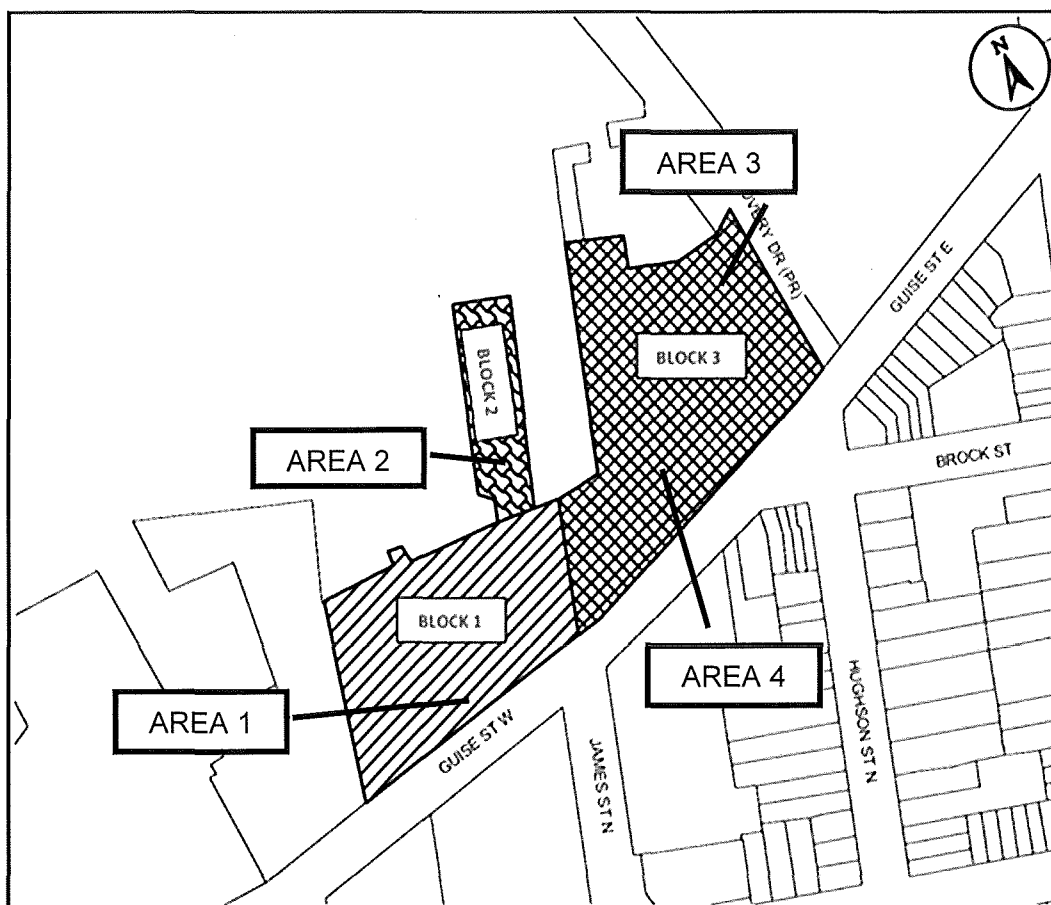 N
AREA 3
OVERY DR (PR)
GUISE ST E
BLOCK 2
BLOCK 3
AREA 2
BROCK ST
BLOCK 1
AREA 4
AREA 1
GUISE ST W
JAMES ST N
HUGHSON ST N